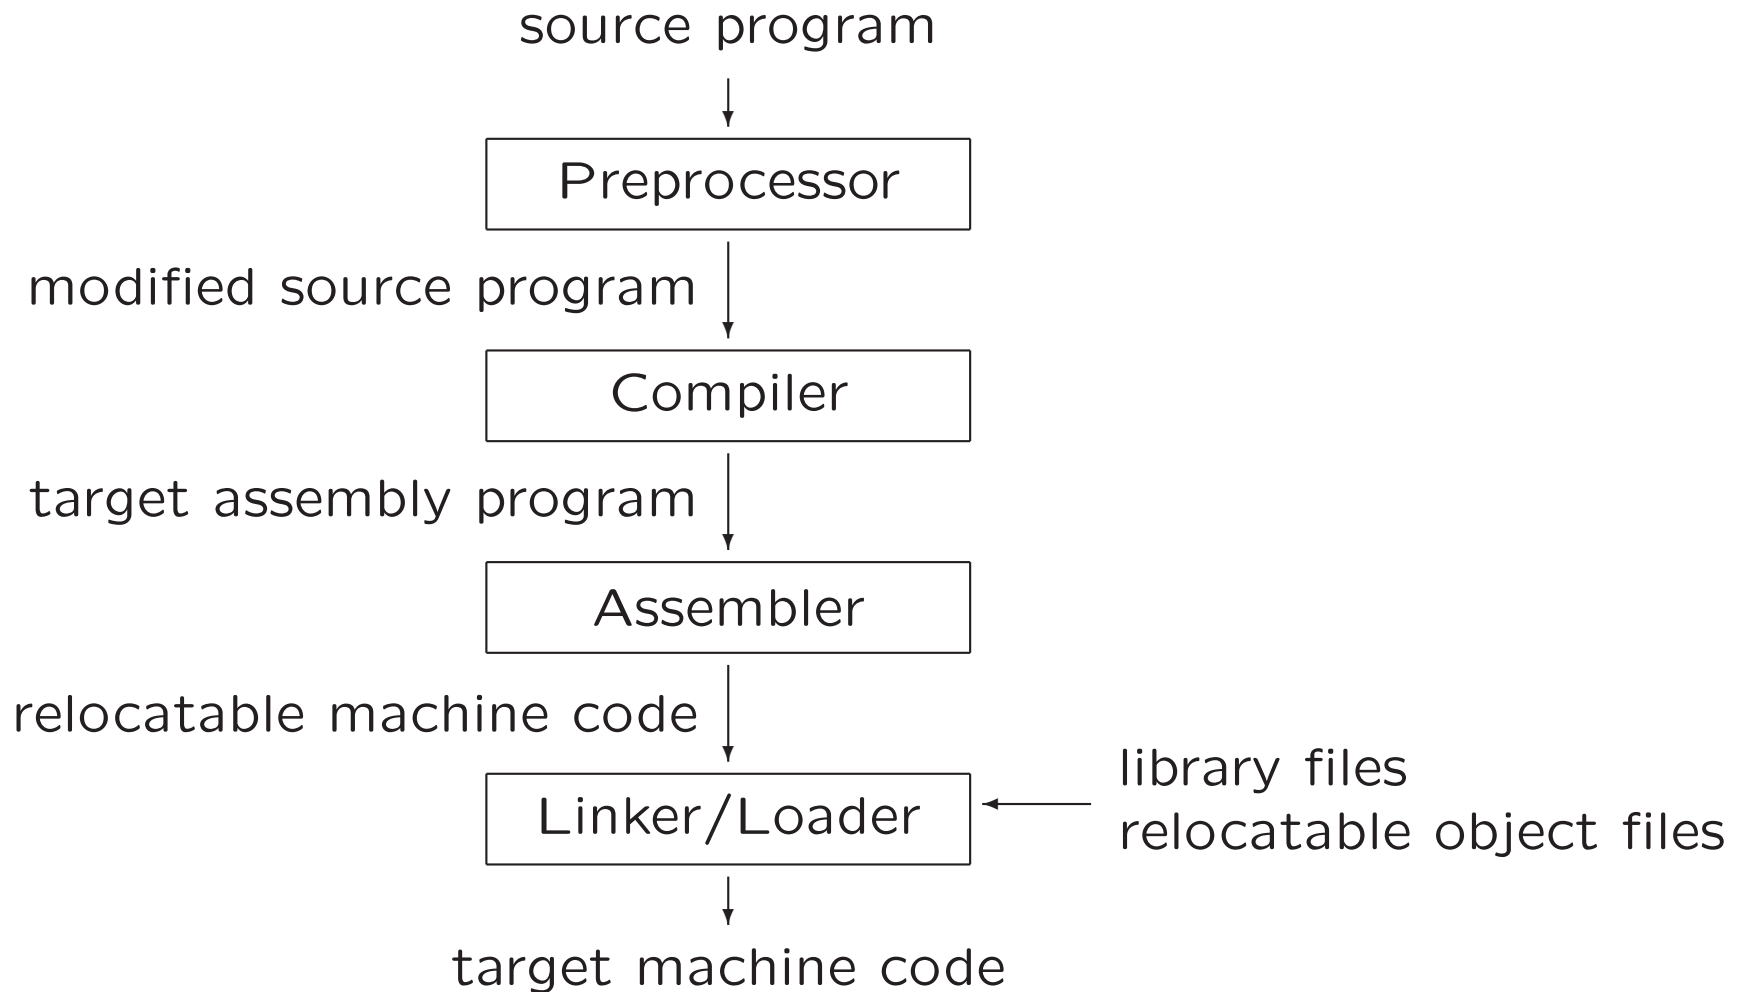 source program
Preprocessor
modified source program
Compiler
target assembly program
Assembler
relocatable machine code
Linker/Loader
library files
relocatable object files
target machine code